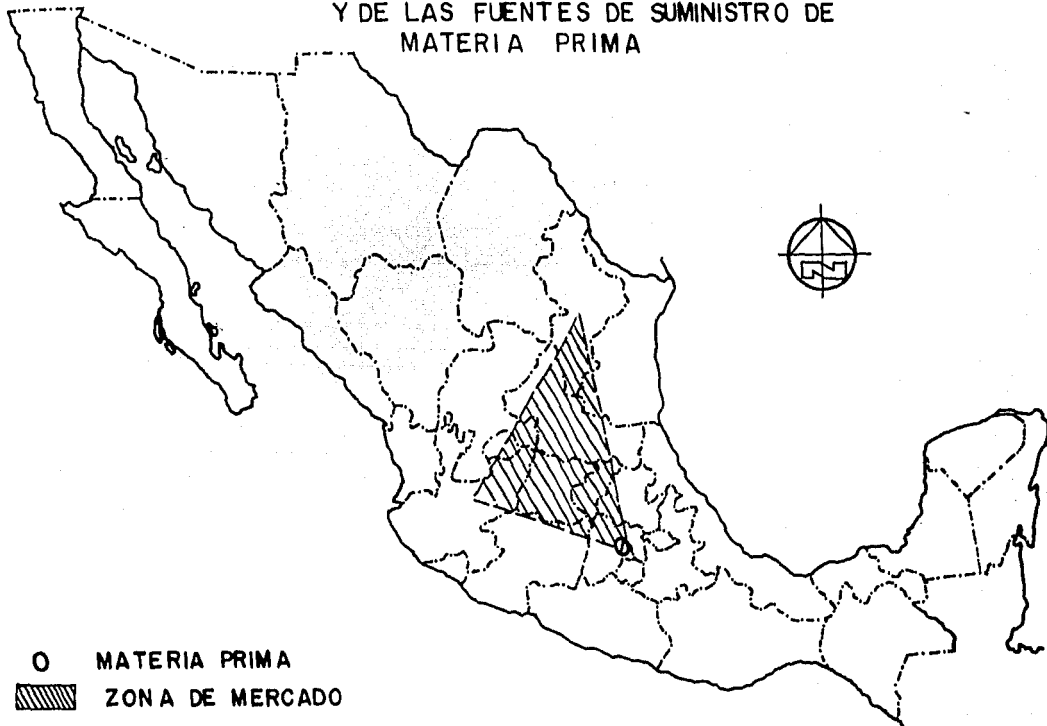 Y DE LAS FUENTES DE SUMINISTRO DE
MATERIA PRIMA
N
O MATERIA PRIMA
ZONA DE MERCADO